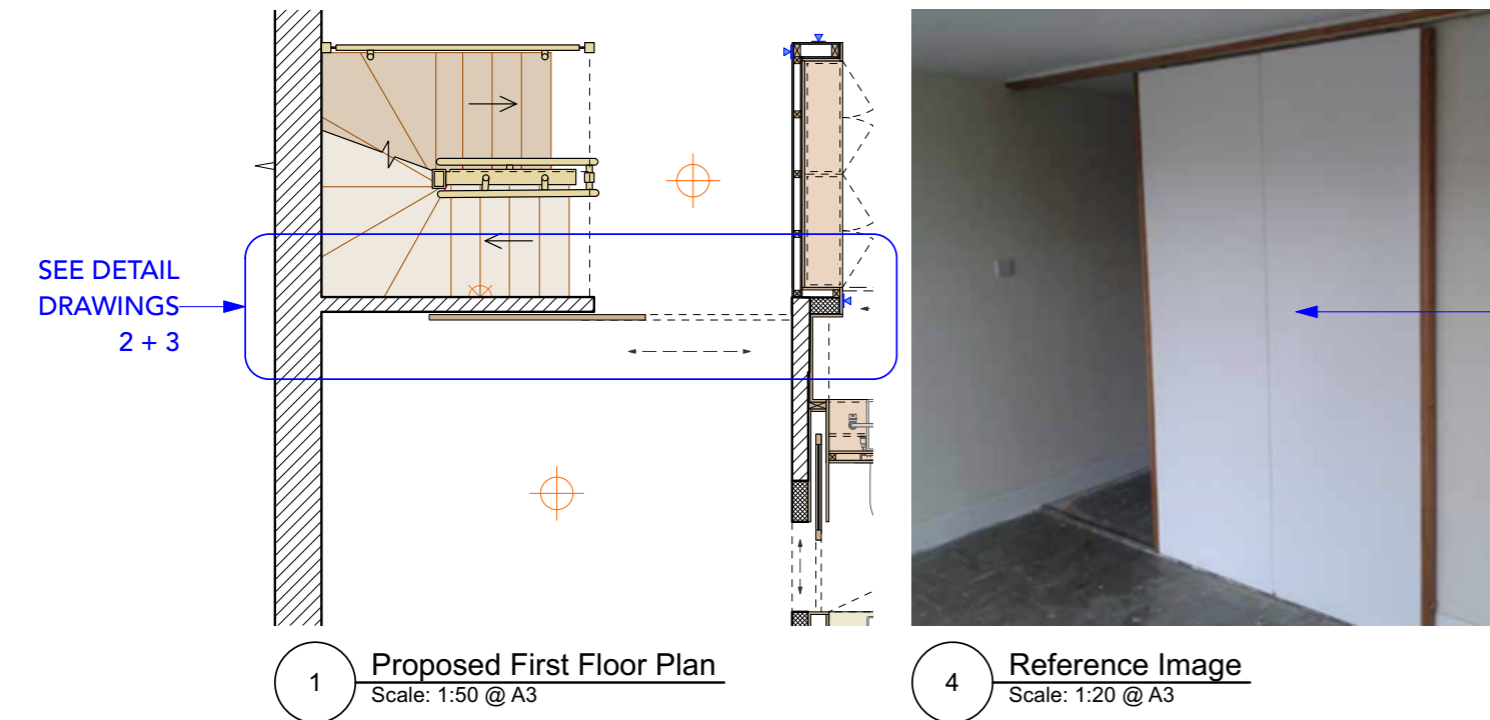 SEE DETAIL
DRAWINGS
2 + 3
1
Proposed First Floor Plan
Scale: 1:50 @ A3
4
Reference Image
Scale: 1:20 @ A3